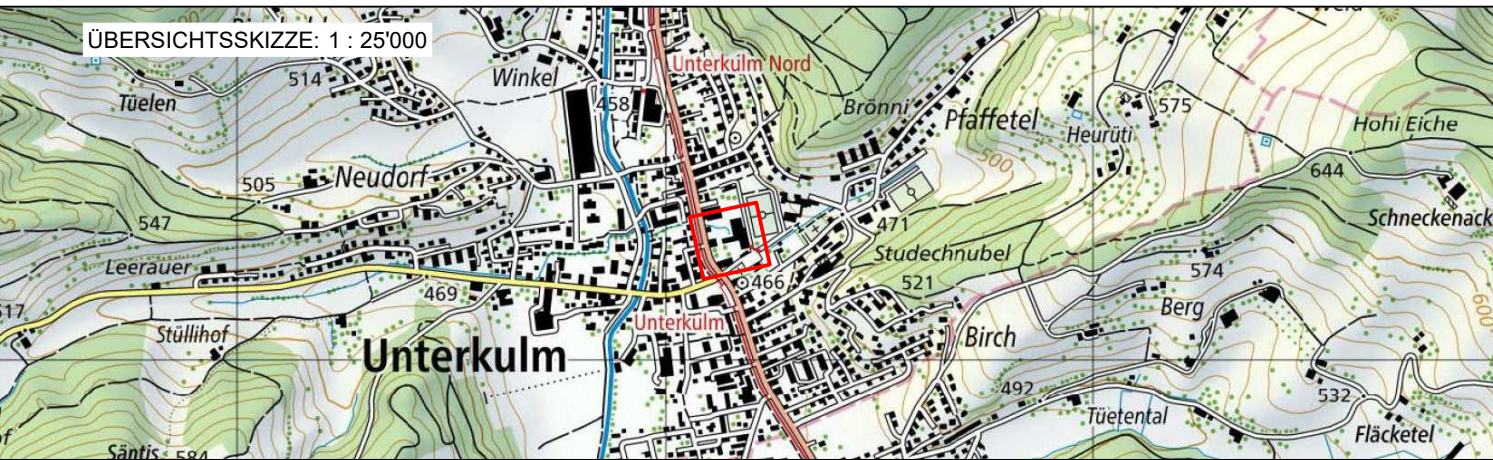 ÜBERSICHTSSKIZZE: 1 : 25'000
500
514
Winkel
Unterkulm Nord
Tüelen
458
Brönni
Pfaffetel
575
Heurüti
Hohi Eiche
500
505
Neudorf
644
547
471
Schneckenack
Leerauer
Studechnubel
574
469
466
521
Berg
517
Unterkulm
600
Stüllihof
Birch
Unterkulm
492
532
Tüetental
Fläcketel
Säntis
584